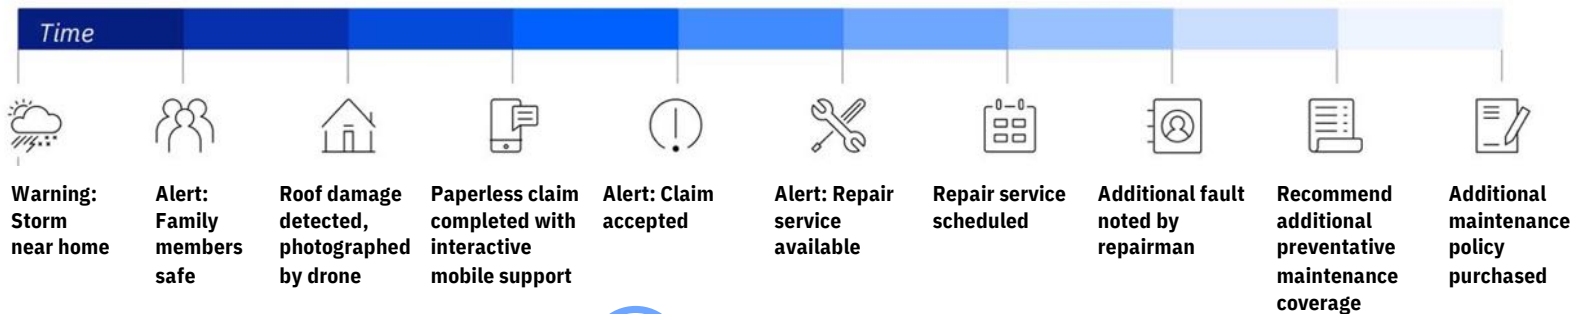 Time
Warning:
Storm
near home
Alert:
Family
members
safe
Roof damage
detected,
photographed
by drone
Paperless claim
completed with
interactive
mobile support
Alert: Claim
accepted
Alert: Repair
service
available
Repair service
scheduled
Additional fault
noted by
repairman
Recommend
additional
preventative
maintenance
coverage
Additional
maintenance
policy
purchased